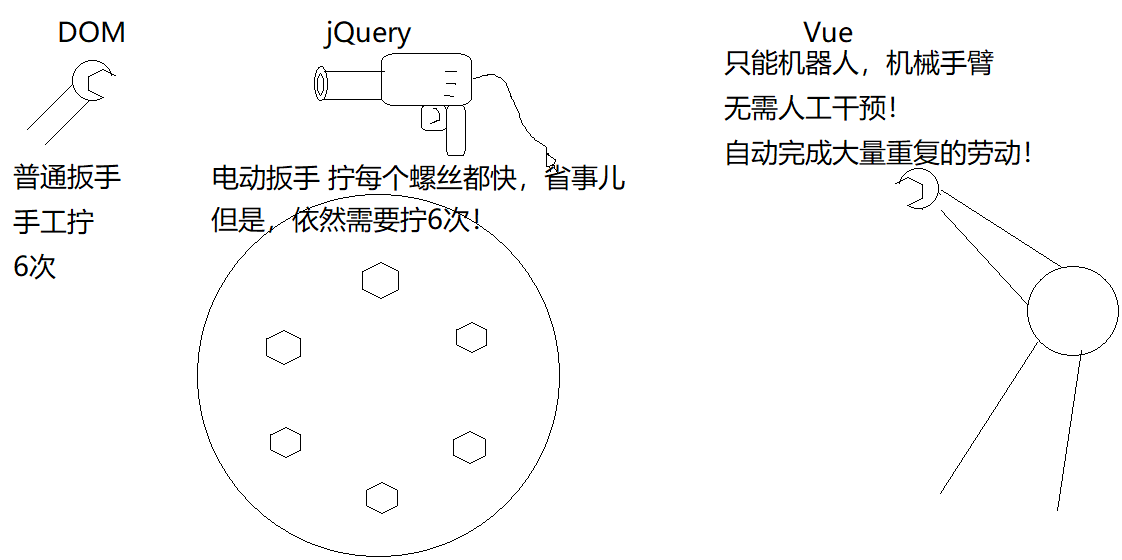 DOM
普通扳手
手工拧
6次
jQuery
电动扳手 拧每个螺丝都快，省事儿
但是，依然需要拧6次！
Vue
只能机器人，机械手臂
无需人工干预！
自动完成大量重复的劳动！